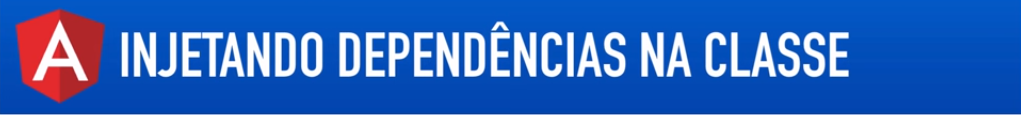 INJETANDO DEPENDÊNCIAS NA CLASSE